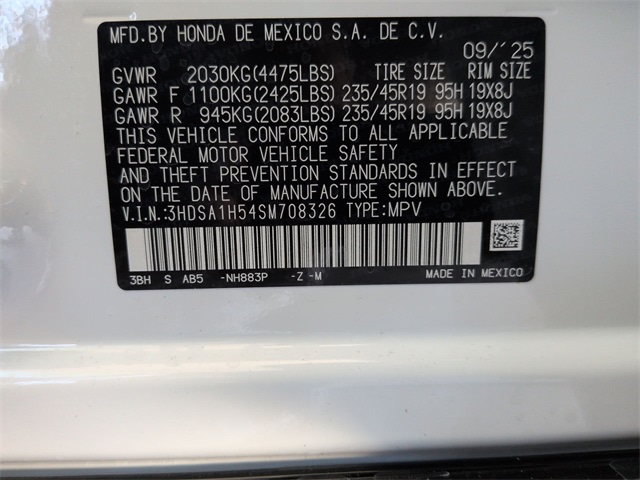 MFD.BY HONDA DE MEXICO S.A. DE C.V.
09/'25
GVWR 2030KG(4475LBS) TIRE SIZE RIM SIZE
GAWR F 1100KG(2425LBS) 235/45R19 95H 19X8J
GAWR R 945KG(2083LBS) 235/45R19 95H 19X8J
THIS VEHICLE CONFORMS TO ALL APPLICABLE
FEDERAL MOTOR VEHICLE SAFETY
AND THEFT PREVENTION STANDARDS IN EFFECT
ON THE DATE OF MANUFACTURE SHOWN ABOVE.
V.I.N:3HDSA1H54SM708326 TYPE:MPV
3BH S AB5 -NH883P -Z -M MADE IN MEXICO